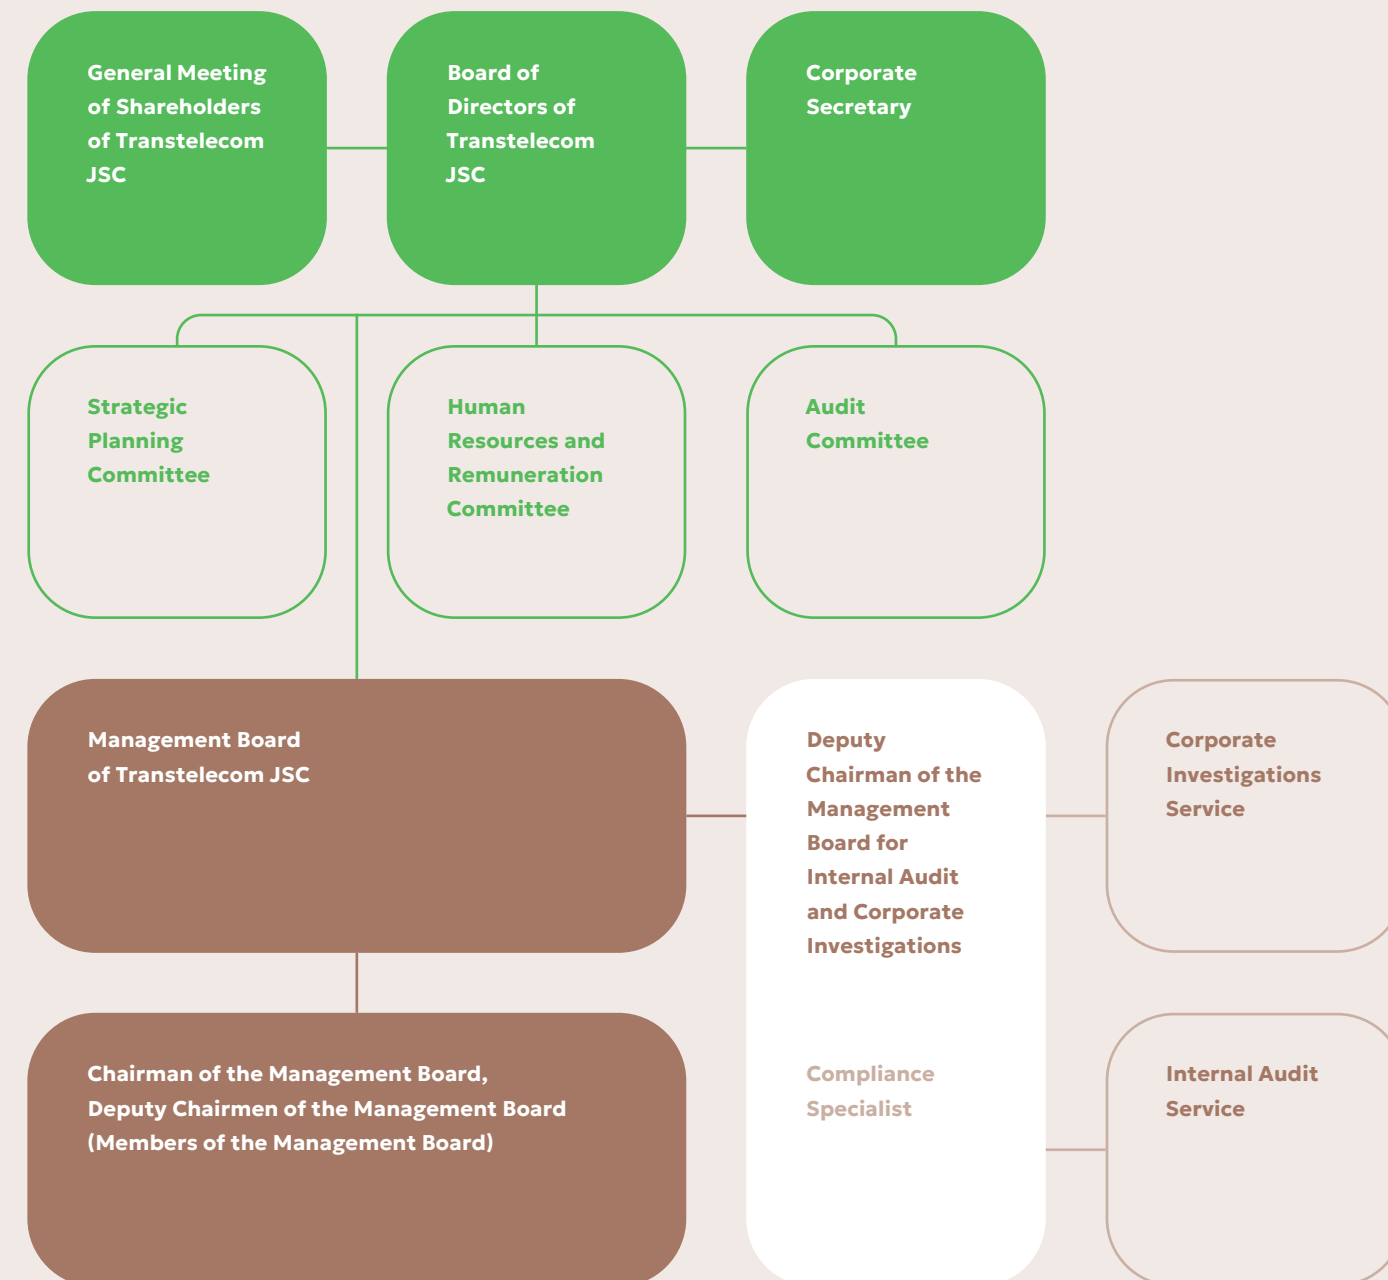 General Meeting
of Shareholders
of Transtelecom
JSC
Board of
Directors of
Transtelecom
JSC
Corporate
Secretary
Strategic
Planning
Committee
Human
Resources and
Remuneration
Committee
Audit
Committee
Management Board
of Transtelecom JSC
Deputy
Chairman of the
Management
Board for
Internal Audit
and Corporate
Investigations
Corporate
Investigations
Service
Chairman of the Management Board,
Deputy Chairmen of the Management Board
(Members of the Management Board)
Compliance
Specialist
Internal Audit
Service